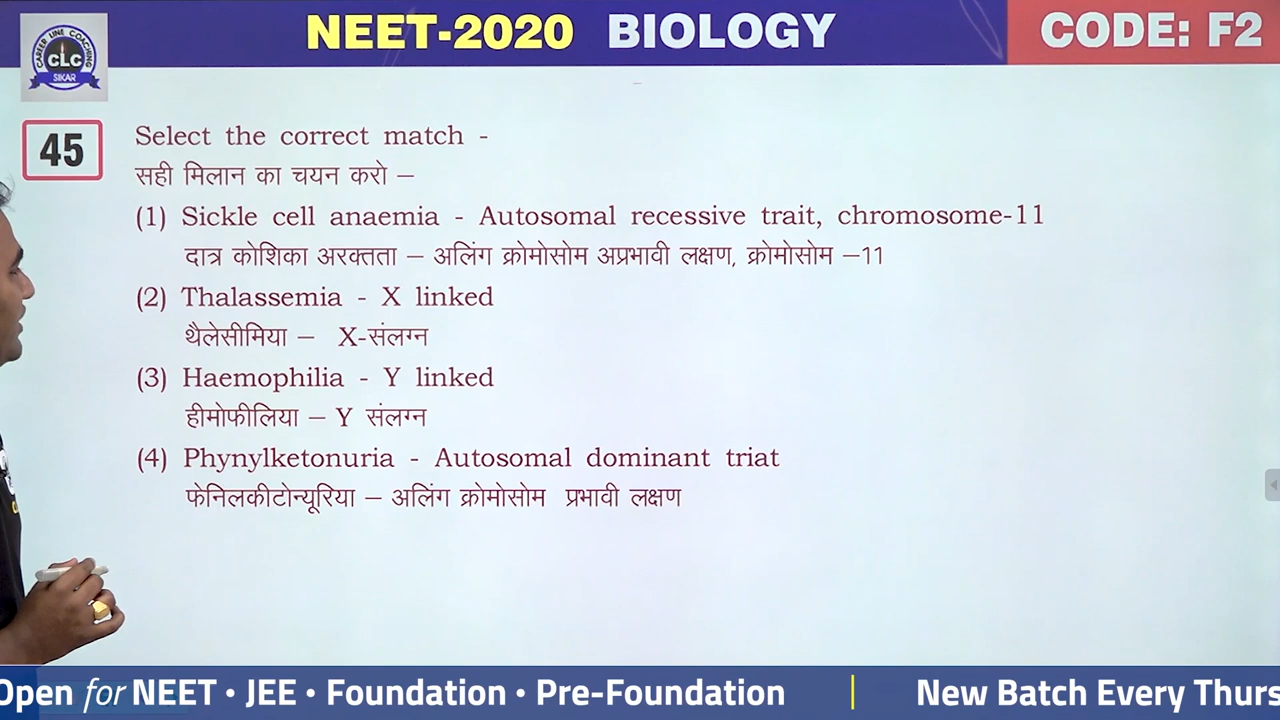 NEET-2020 BIOLOGY CODE: F2
CAREER LINE COACHING
CLC
SIKAR
45
Select the correct match -
सही मिलान का चयन करो –
(1) Sickle cell anaemia - Autosomal recessive trait, chromosome-11
दात्र कोशिका अरक्तता – अलिंग क्रोमोसोम अप्रभावी लक्षण, क्रोमोसोम –11
(2) Thalassemia - X linked
थैलेसीमिया – X-संलग्न
(3) Haemophilia - Y linked
हीमोफीलिया – Y संलग्न
(4) Phynylketonuria - Autosomal dominant triat
फेनिलकीटोन्यूरिया – अलिंग क्रोमोसोम प्रभावी लक्षण
Open for NEET • JEE • Foundation • Pre-Foundation | New Batch Every Thurs